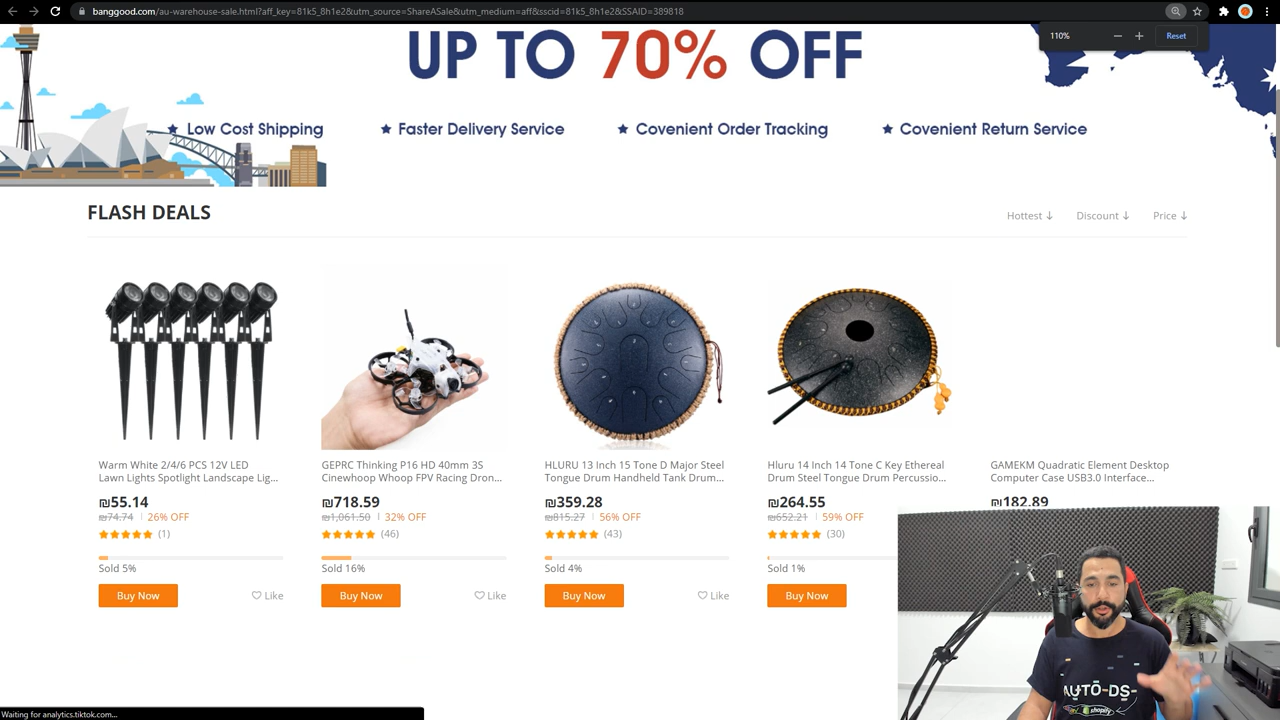 banggood.com/au-warehouse-sale.html?aff_key=81k5_8h1e2&utm_source=ShareASale&utm_medium=aff&sscid=81k5_8h1e2&SSAID=389818
110%
Reset
UP TO 70% OFF
Low Cost Shipping
Faster Delivery Service
Covenient Order Tracking
Covenient Return Service
FLASH DEALS
Hottest ↓
Discount ↓
Price ↓
Warm White 2/4/6 PCS 12V LED
Lawn Lights Spotlight Landscape Lig...
₪55.14
₪74.74 | 26% OFF
(1)
Sold 5%
Buy Now
Like
GEPRC Thinking P16 HD 40mm 3S
Cinewhoop Whoop FPV Racing Dron...
₪718.59
₪1,061.50 | 32% OFF
(46)
Sold 16%
Buy Now
Like
HLURU 13 Inch 15 Tone D Major Steel
Tongue Drum Handheld Tank Drum...
₪359.28
₪815.27 | 56% OFF
(43)
Sold 4%
Buy Now
Like
Hluru 14 Inch 14 Tone C Key Ethereal
Drum Steel Tongue Drum Percussio...
₪264.55
₪652.21 | 59% OFF
(30)
Sold 1%
Buy Now
GAMEKM Quadratic Element Desktop
Computer Case USB3.0 Interface...
₪182.89
AUTO-DS-
shopify
Waiting for analytics.tiktok.com...